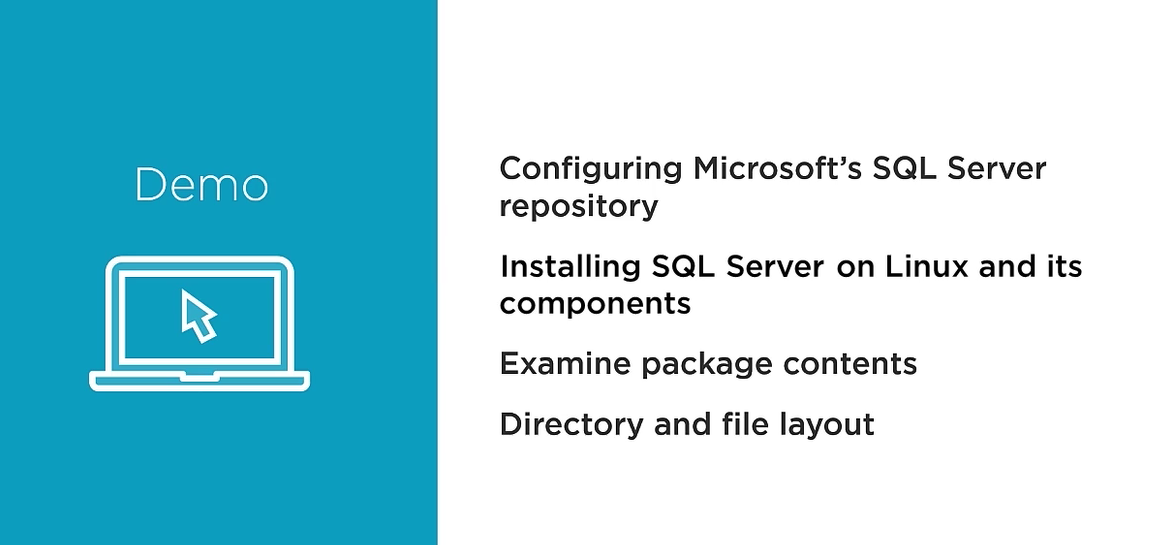 Demo
Configuring Microsoft’s SQL Server
repository
Installing SQL Server on Linux and its
components
Examine package contents
Directory and file layout